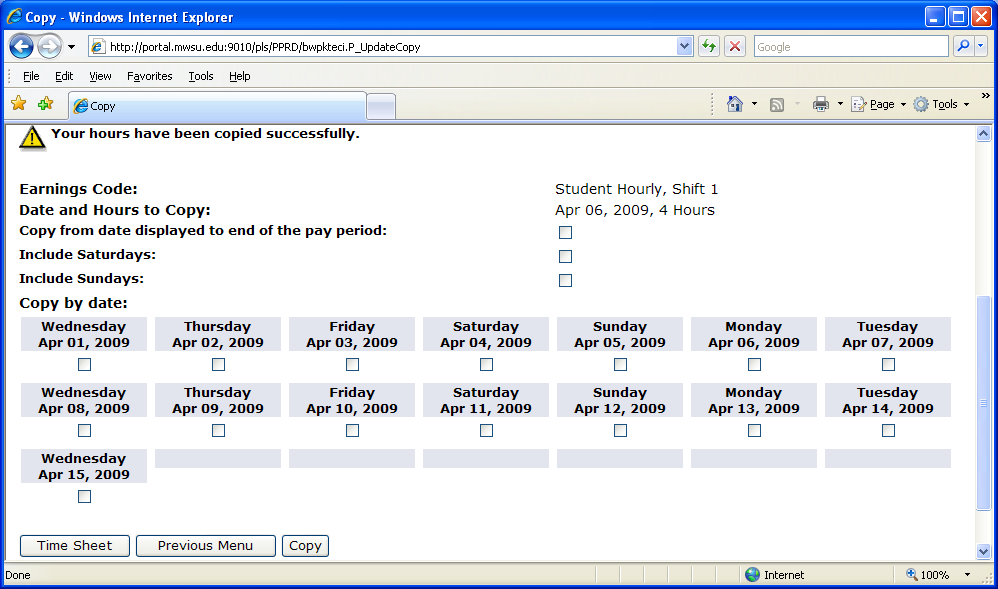 Copy - Windows Internet Explorer
http://portal.mwsu.edu:9010/pls/PPRD/bwpkteci.P_UpdateCopy
Google
File Edit View Favorites Tools Help
Copy
Page Tools »
Your hours have been copied successfully.
Earnings Code: Student Hourly, Shift 1
Date and Hours to Copy: Apr 06, 2009, 4 Hours
Copy from date displayed to end of the pay period:
Include Saturdays:
Include Sundays:
Copy by date:
Wednesday Thursday Friday Saturday Sunday Monday Tuesday
Apr 01, 2009 Apr 02, 2009 Apr 03, 2009 Apr 04, 2009 Apr 05, 2009 Apr 06, 2009 Apr 07, 2009
Wednesday Thursday Friday Saturday Sunday Monday Tuesday
Apr 08, 2009 Apr 09, 2009 Apr 10, 2009 Apr 11, 2009 Apr 12, 2009 Apr 13, 2009 Apr 14, 2009
Wednesday
Apr 15, 2009
Time Sheet Previous Menu Copy
Done Internet 100%